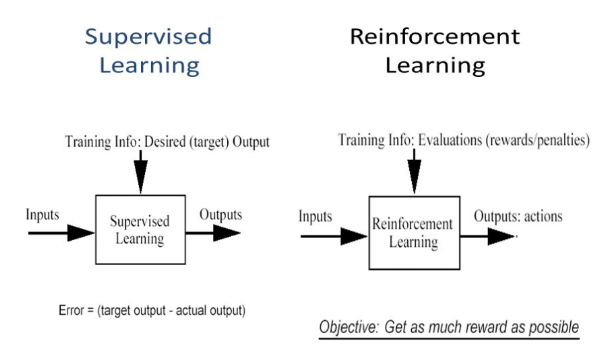 Supervised
Learning
Training Info: Desired (target) Output
Inputs
Supervised
Learning
Outputs
Error = (target output - actual output)
Reinforcement
Learning
Training Info: Evaluations (rewards/penalties)
Inputs
Reinforcement
Learning
Outputs: actions
Objective: Get as much reward as possible